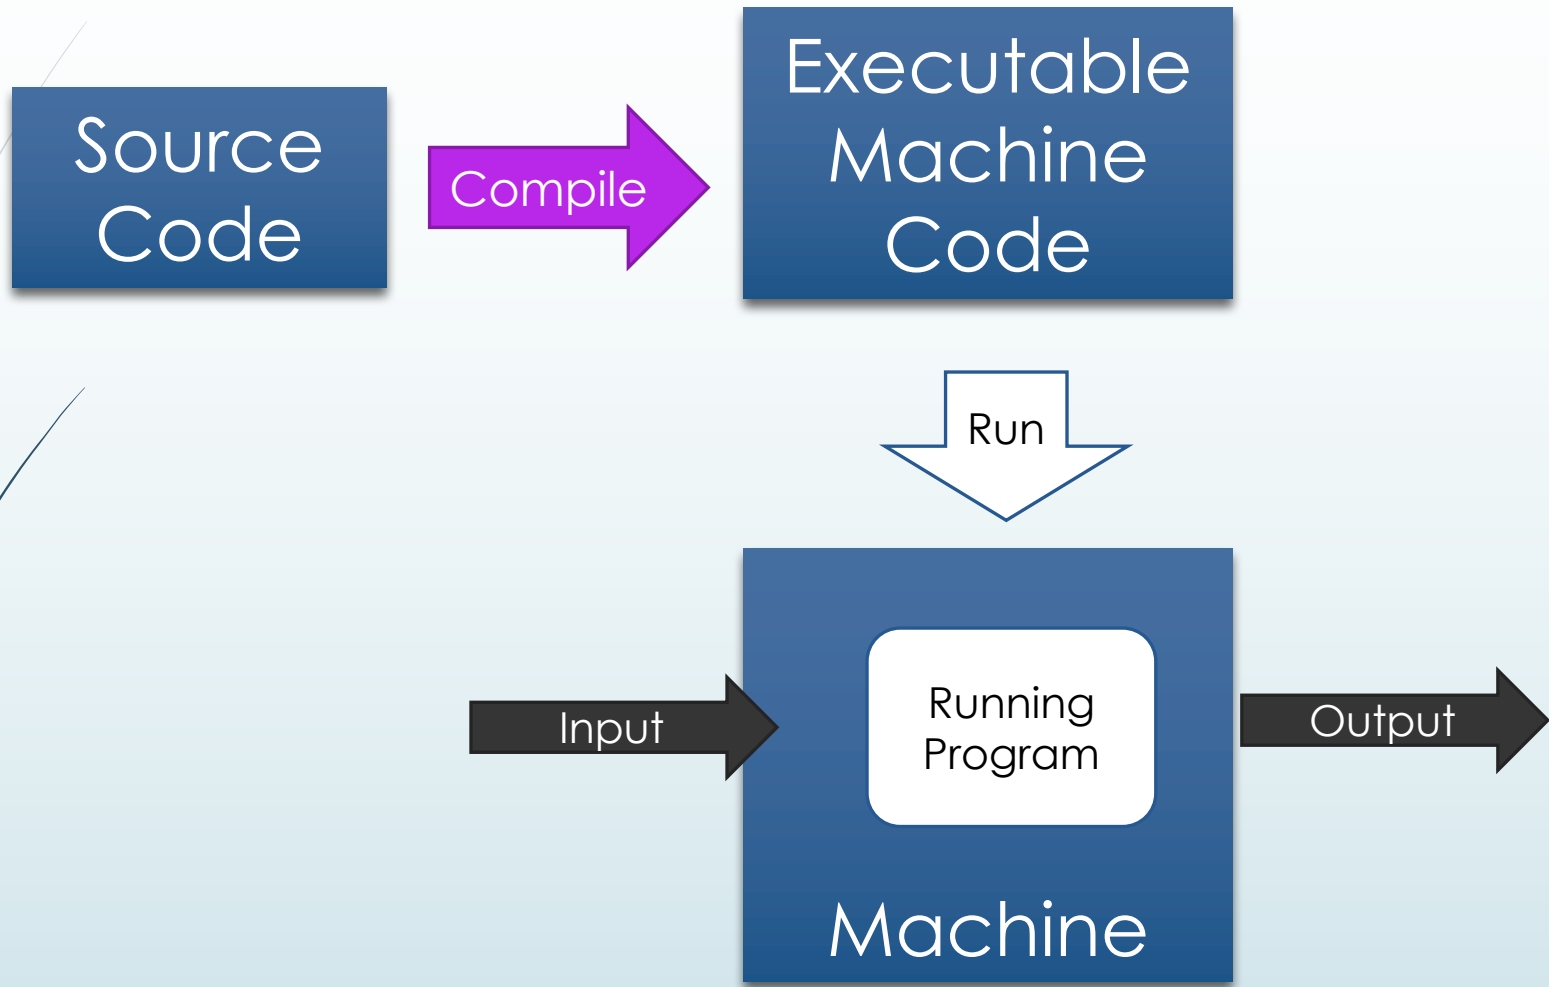 Source
Code
Compile
Executable
Machine
Code
Run
Input
Running
Program
Output
Machine